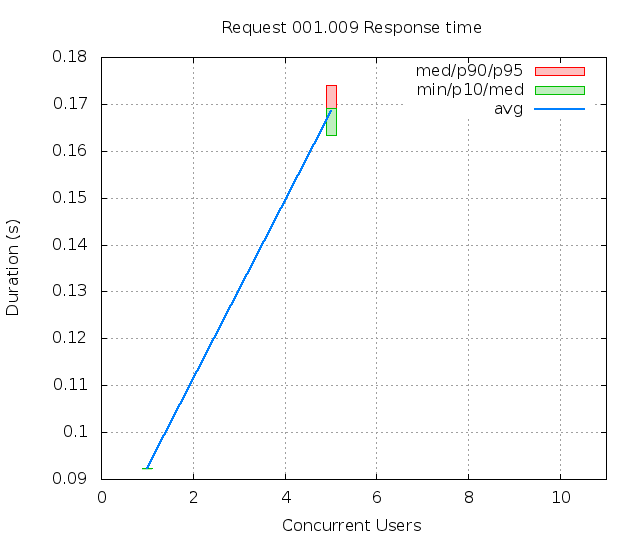 Request 001.009 Response time
0.18
0.17
0.16
0.15
0.14
0.13
0.12
0.11
0.1
0.09
0
2
4
6
8
10
Duration (s)
Concurrent Users
med/p90/p95
min/p10/med
avg